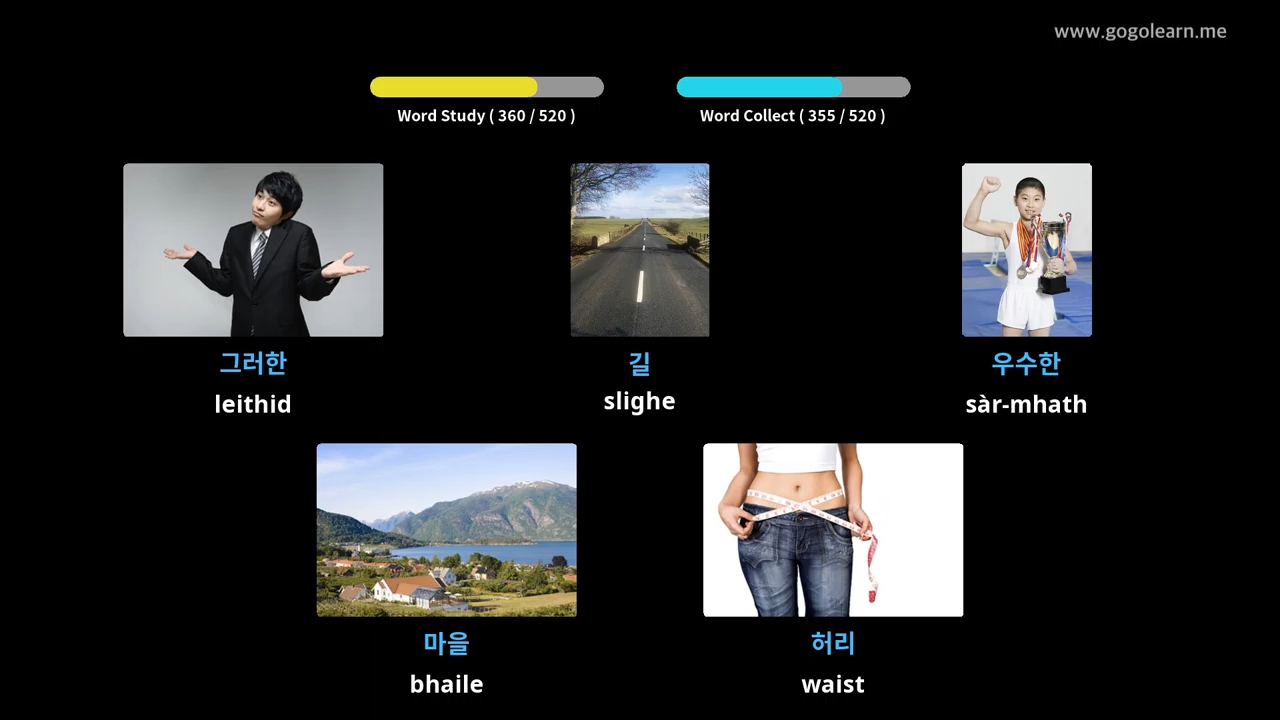 www.gogolearn.me
Word Study ( 360 / 520 )
Word Collect ( 355 / 520 )
그러한
leithid
길
slighe
우수한
sàr-mhath
마을
bhaile
허리
waist